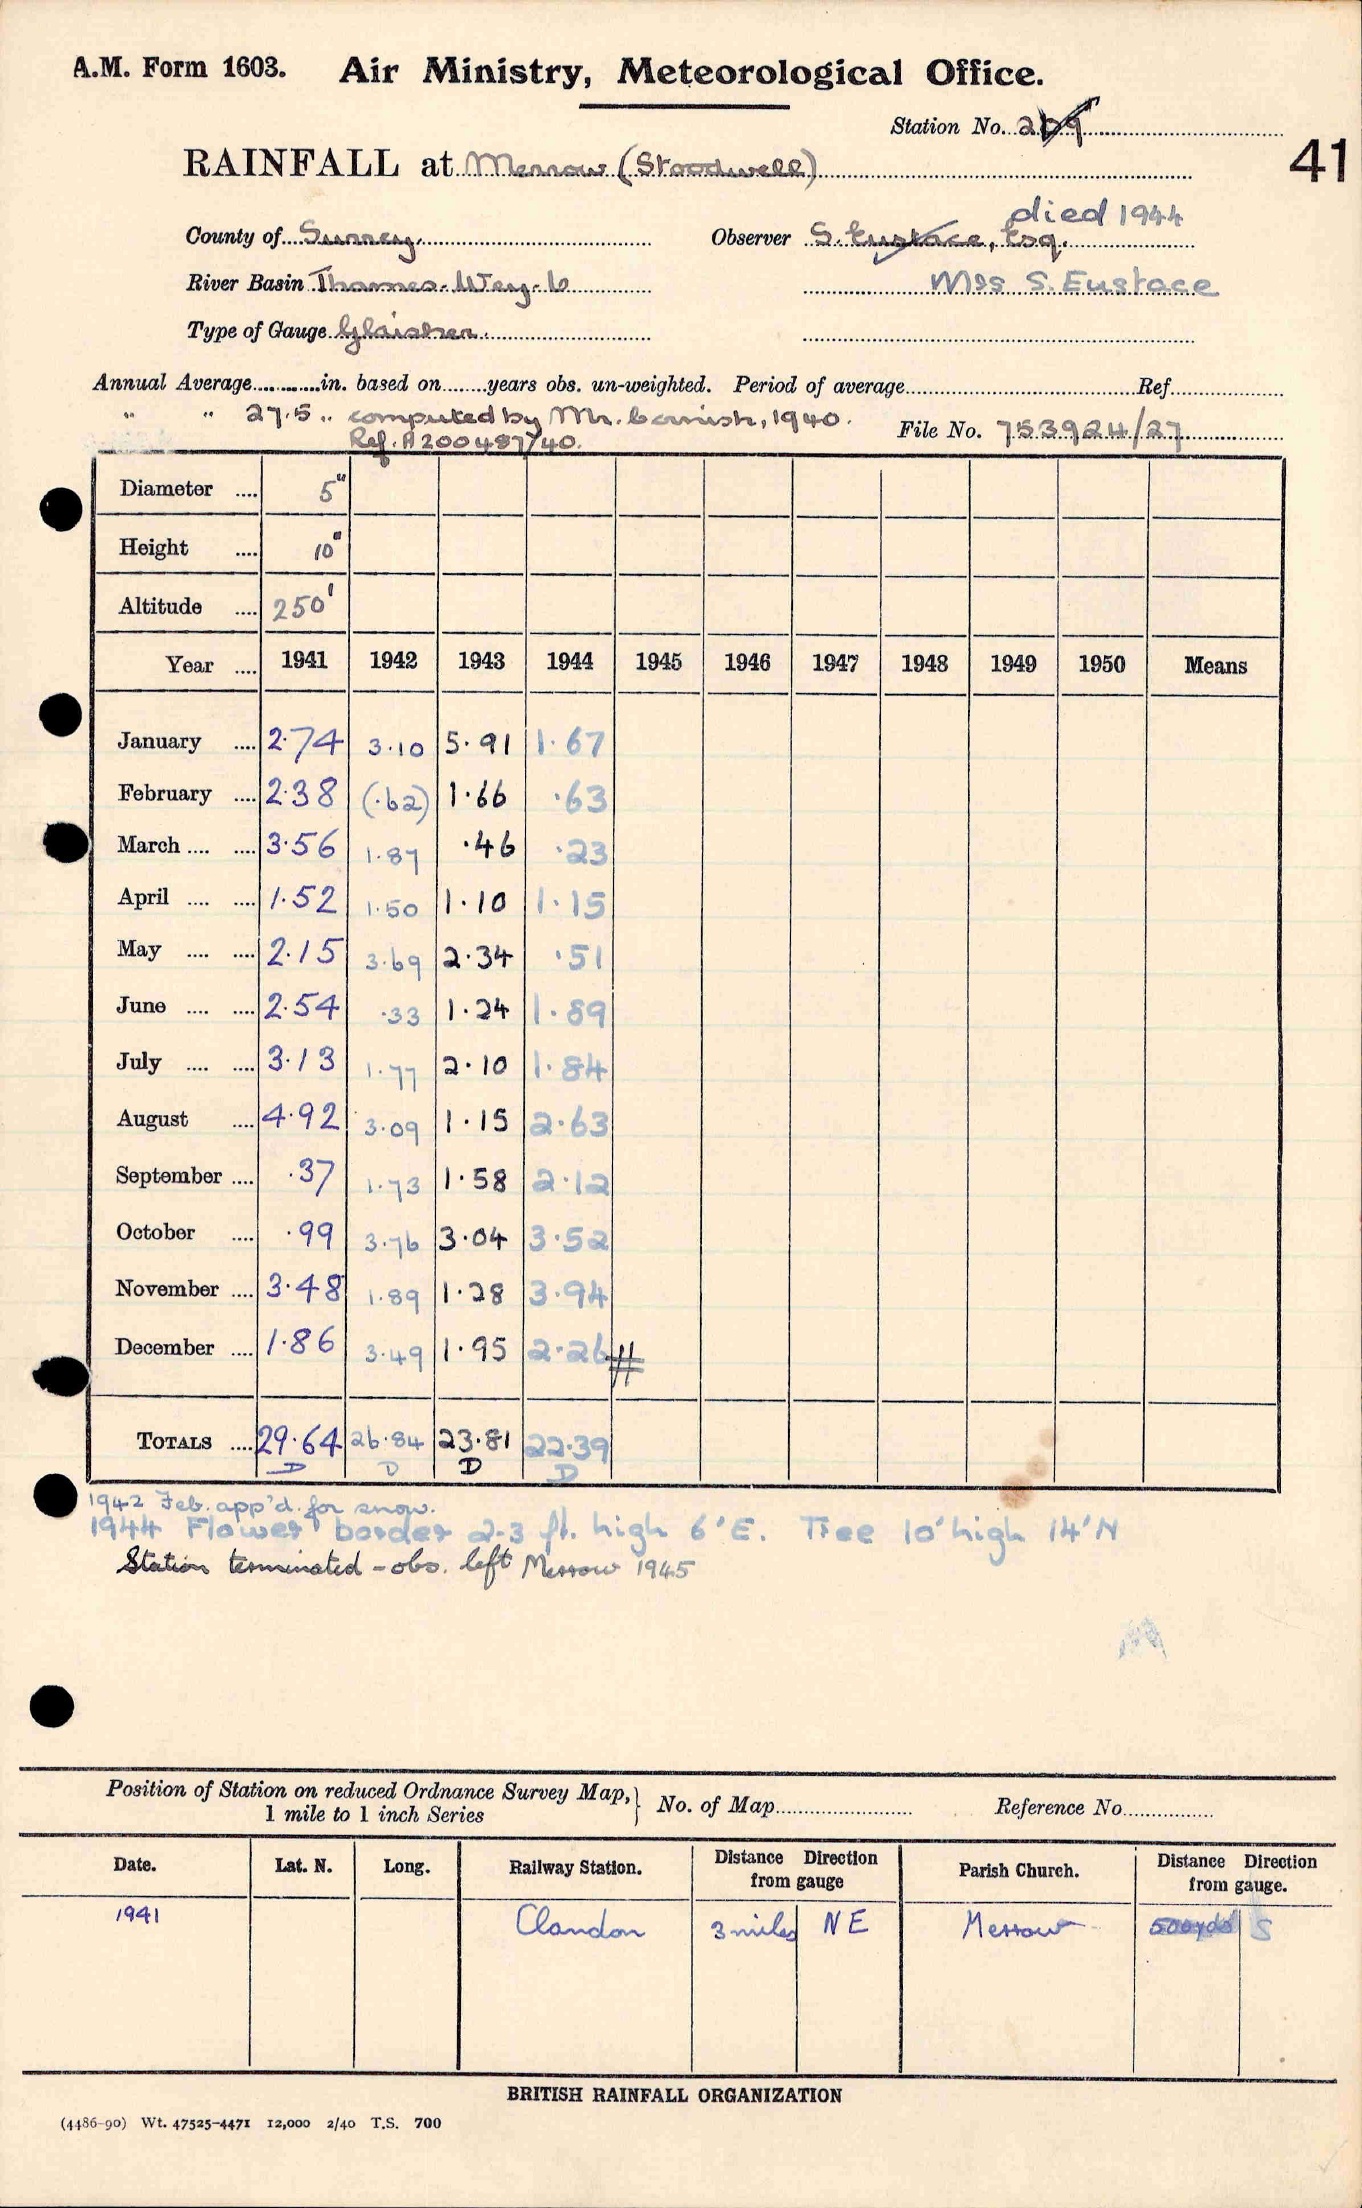 A.M. Form 1603. Air Ministry, Meteorological Office.
Station No. 269
41
RAINFALL at Merrow (Stoodwell)
died 1944
County of Surrey. Observer S. Eustace, Esq.
River Basin Thames-Wey-6 Mrs S. Eustace
Type of Gauge Glaisher.
Annual Average............in. based on.......years obs. un-weighted. Period of average..............................Ref...............
" " 27.5 .. computed by Mr. Cornish, 1940. File No. 753924/27
Ref. A200487/40.
Diameter .... 5"
Height .... 10"
Altitude .... 250'
Year .... 1941 1942 1943 1944 1945 1946 1947 1948 1949 1950 Means
January .... 2.74 3.10 5.91 1.67
February .... 2.38 (.62) 1.66 .63
March .... .... 3.56 1.87 .46 .23
April .... .... 1.52 1.50 1.10 1.15
May .... .... 2.15 3.69 2.34 .51
June .... .... 2.54 .33 1.24 1.89
July .... .... 3.13 1.77 2.10 1.84
August .... 4.92 3.09 1.15 2.63
September .... .37 1.73 1.58 2.12
October .... .99 3.76 3.04 3.52
November .... 3.48 1.89 1.28 3.94
December .... 1.86 3.49 1.95 2.26
TOTALS .... 29.64 26.84 23.81 22.39
D D D D
1942 Feb. app'd. for snow.
1944 Flower border 2-3 ft. high 6'E. Tree 10'high 14'N
Station terminated - obs. left Merrow 1945
Position of Station on reduced Ordnance Survey Map, 1 mile to 1 inch Series } No. of Map........................ Reference No...............
Date. Lat. N. Long. Railway Station. Distance Direction from gauge Parish Church. Distance Direction from gauge.
1941 Clandon 3 miles NE Merrow 500yds S
BRITISH RAINFALL ORGANIZATION
(4486-90) Wt. 47525-4471 12,000 2/40 T.S. 700